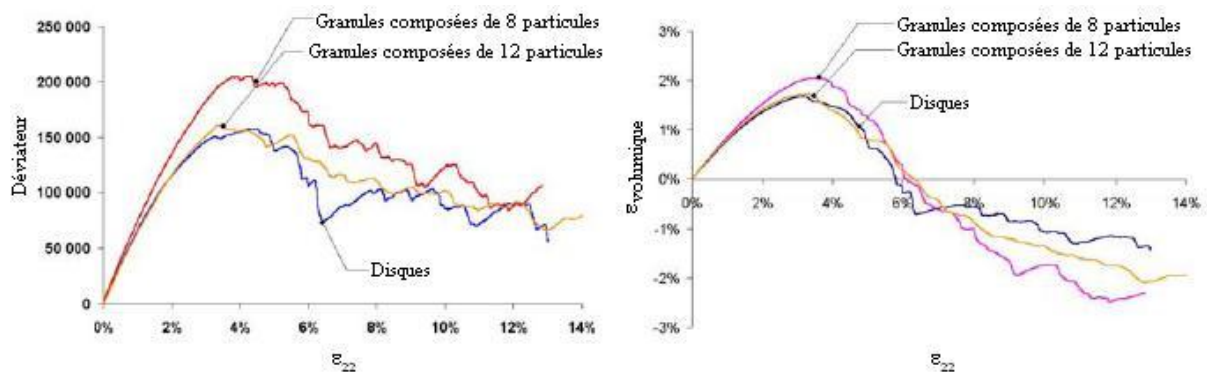 Granules composées de 8 particules
Granules composées de 12 particules
250 000
200 000
150 000
100 000
50 000
0
Déviateur
Disques
0% 2% 4% 6% 8% 10% 12% 14%
ε22
Granules composées de 8 particules
Granules composées de 12 particules
Disques
3%
2%
1%
0%
-1%
-2%
-3%
εvolumique
0% 2% 4% 6% 8% 10% 12% 14%
ε22